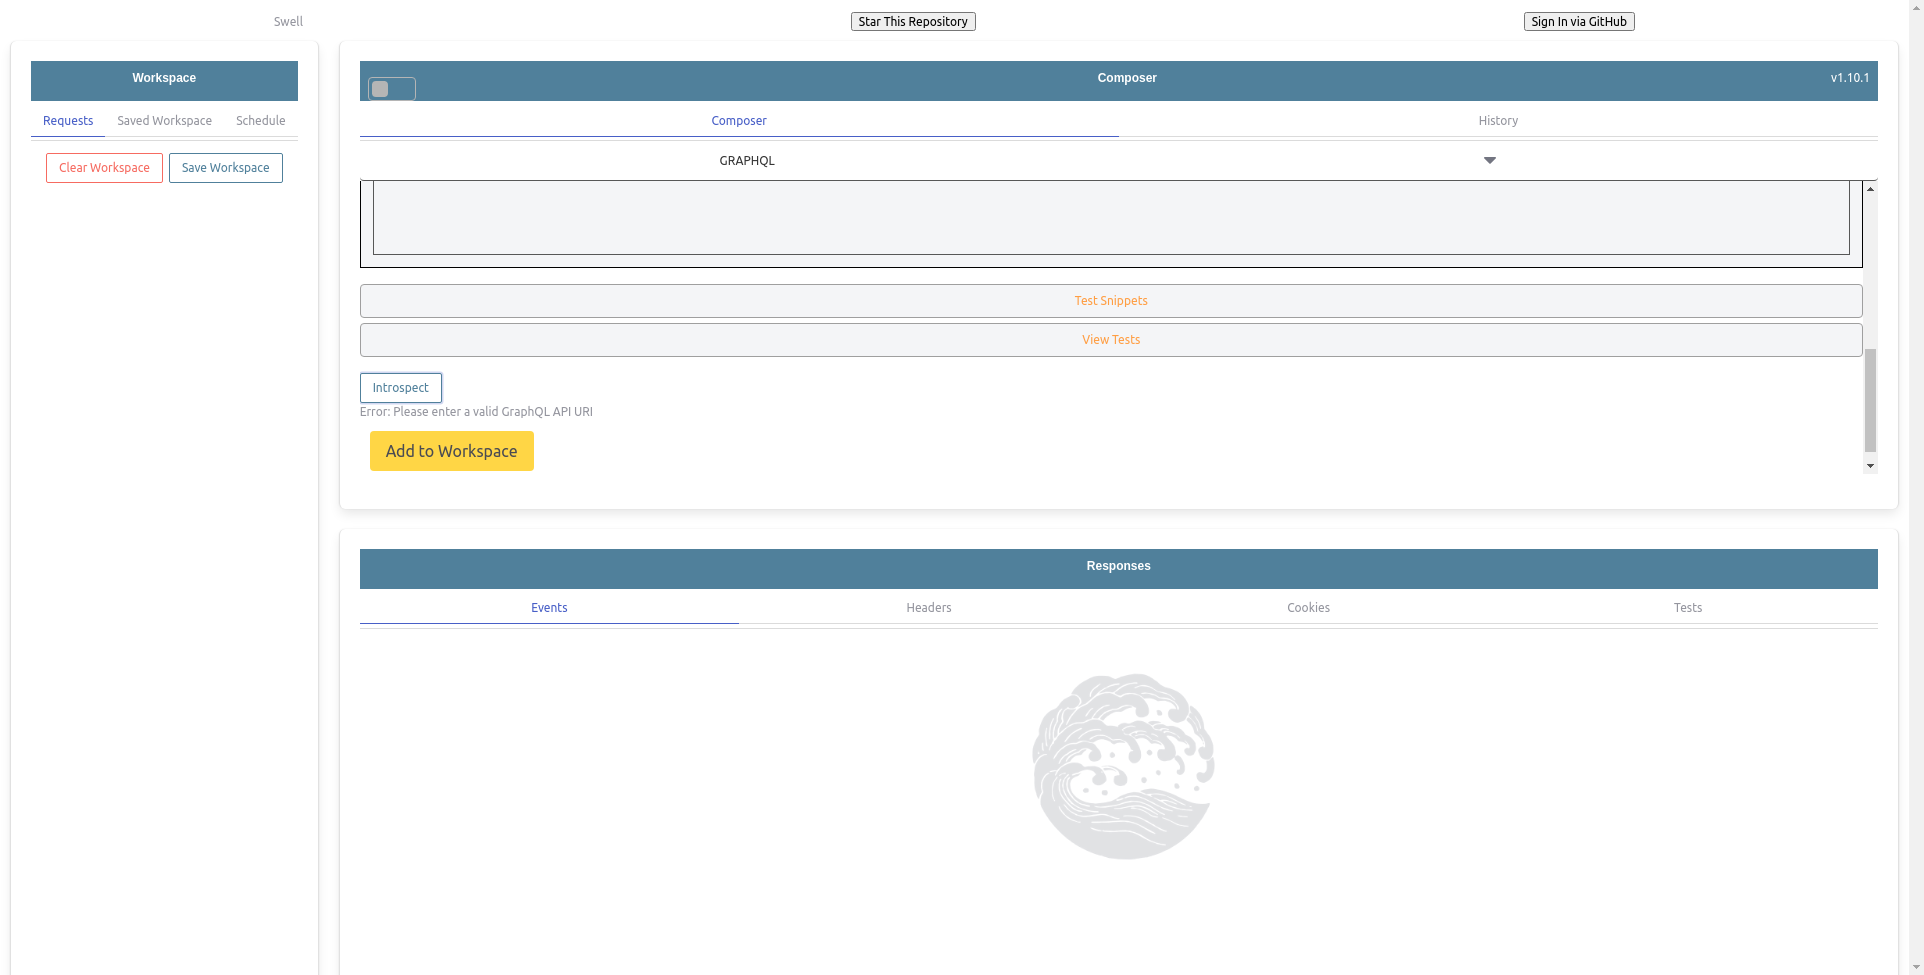 Swell
Star This Repository
Sign In via GitHub
Workspace
Requests
Saved Workspace
Schedule
Clear Workspace
Save Workspace
Composer
v1.10.1
Composer
History
GRAPHQL
Test Snippets
View Tests
Introspect
Error: Please enter a valid GraphQL API URI
Add to Workspace
Responses
Events
Headers
Cookies
Tests